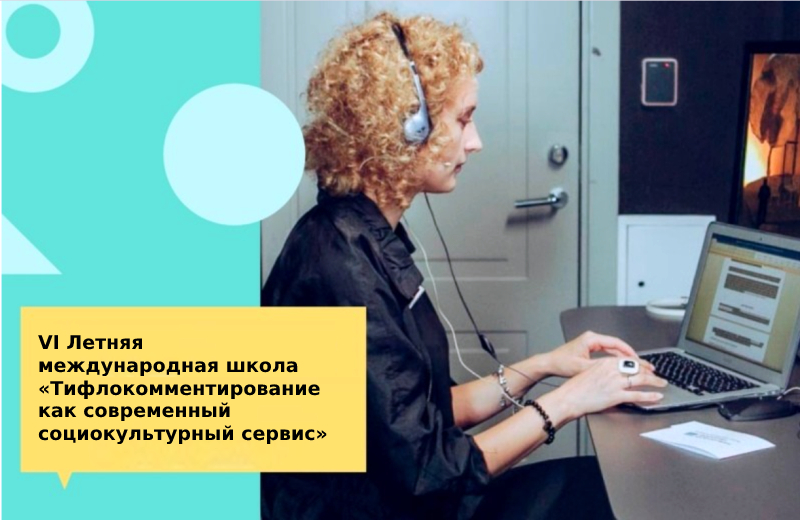 VI Летняя
международная школа
«Тифлокомментирование
как современный
социокультурный сервис»